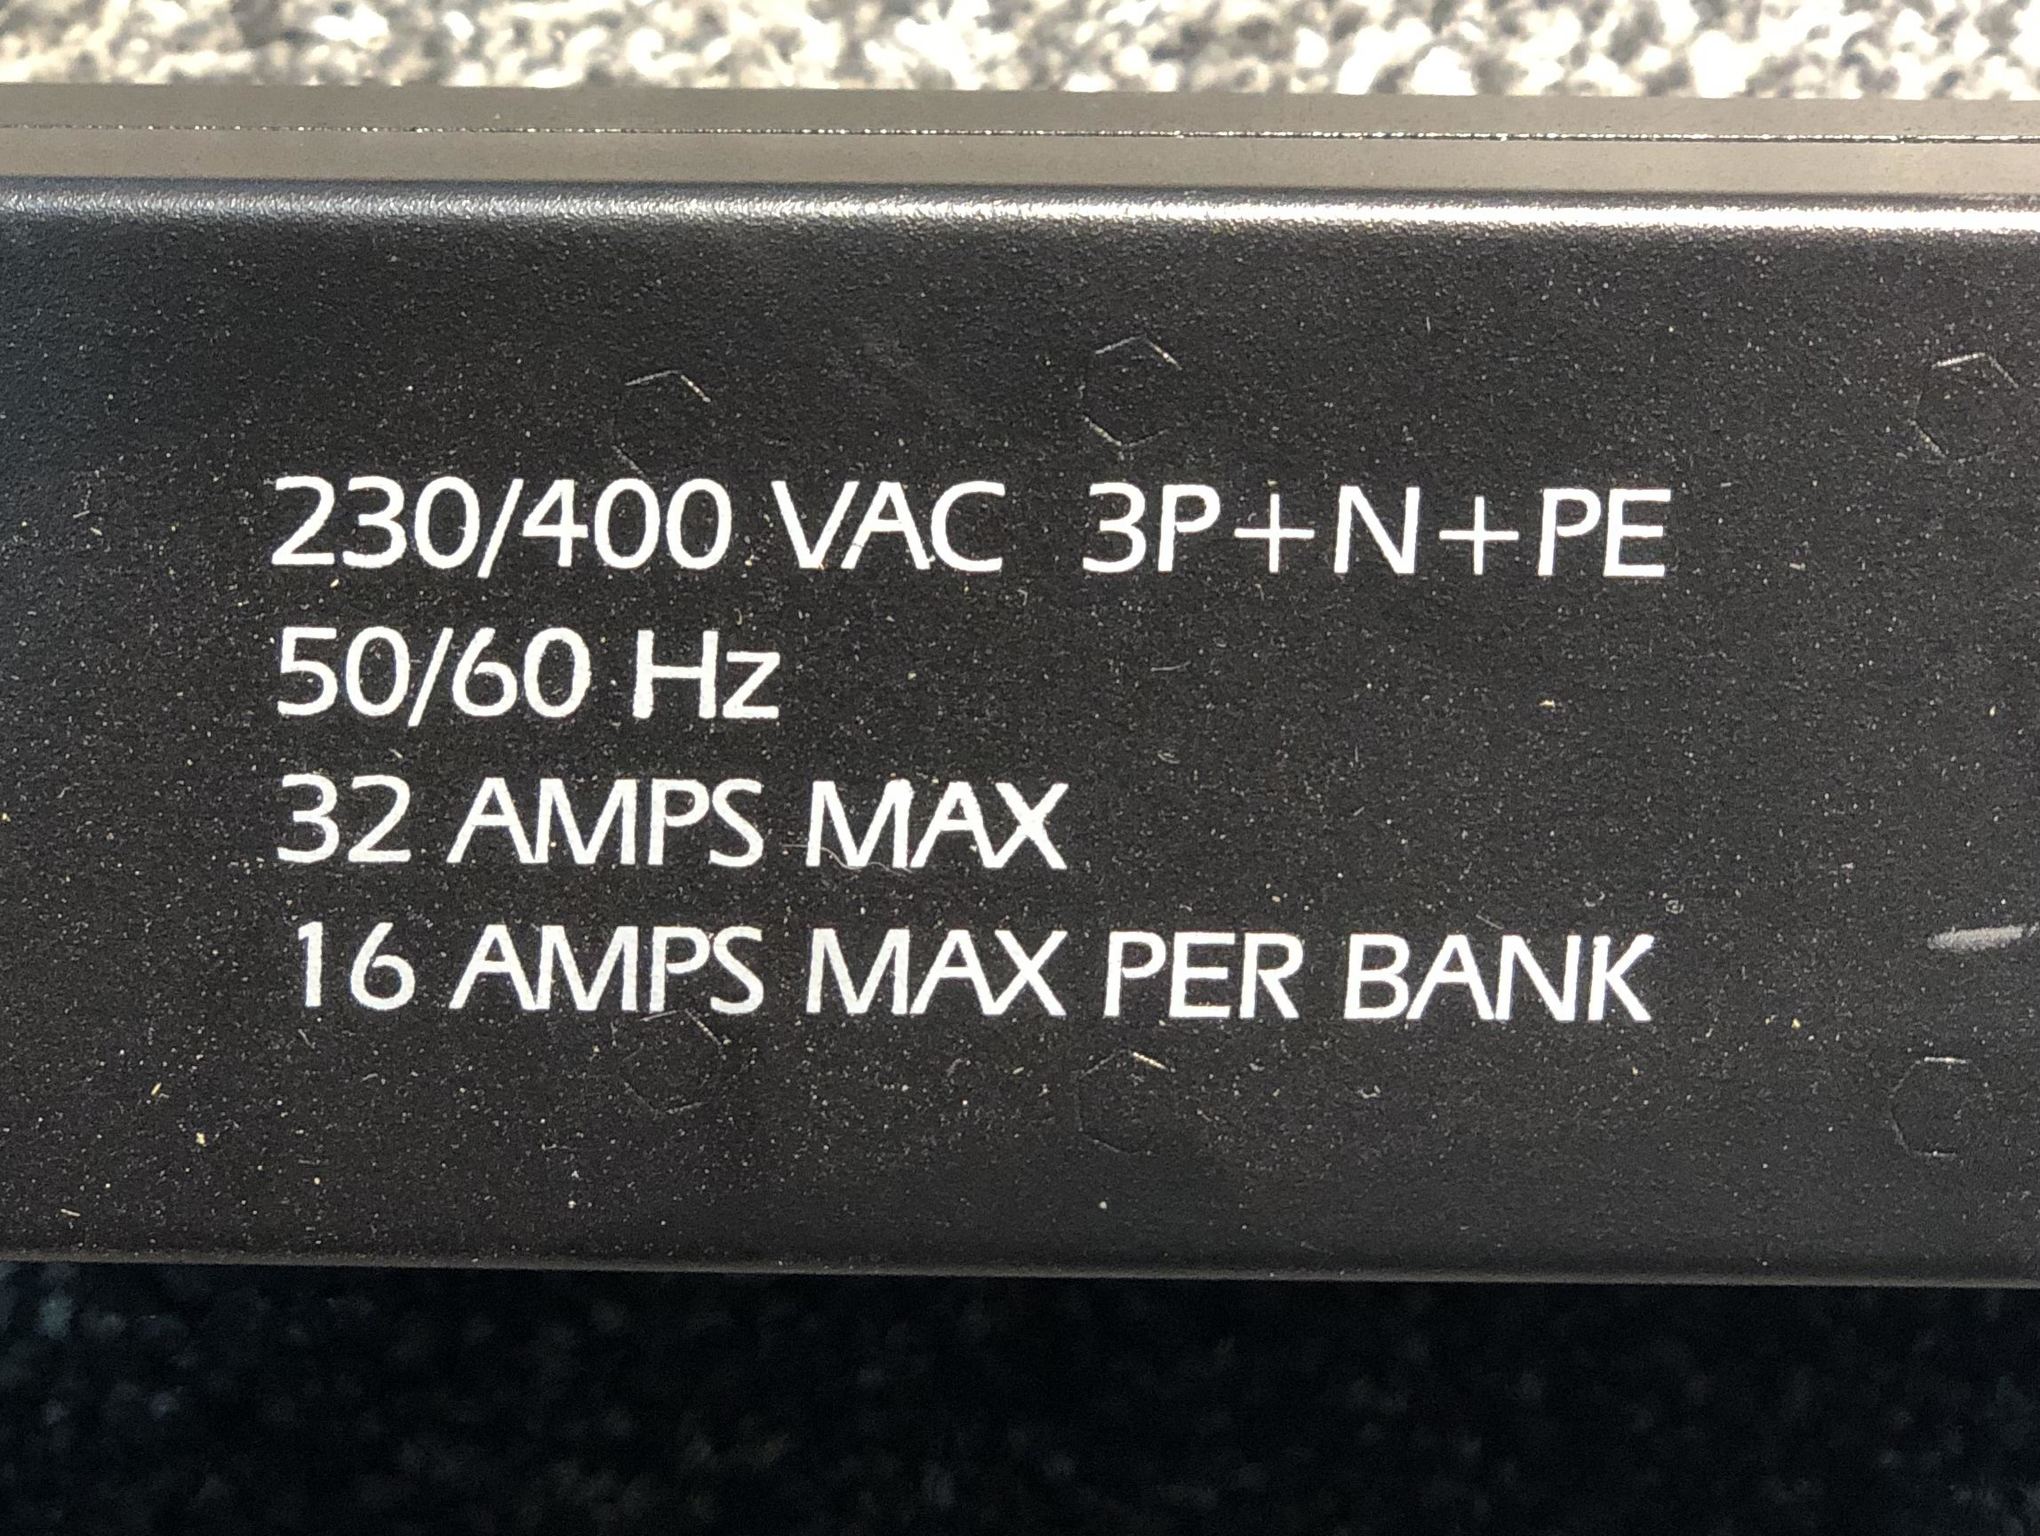 230/400 VAC 3P+N+PE
50/60 Hz
32 AMPS MAX
16 AMPS MAX PER BANK